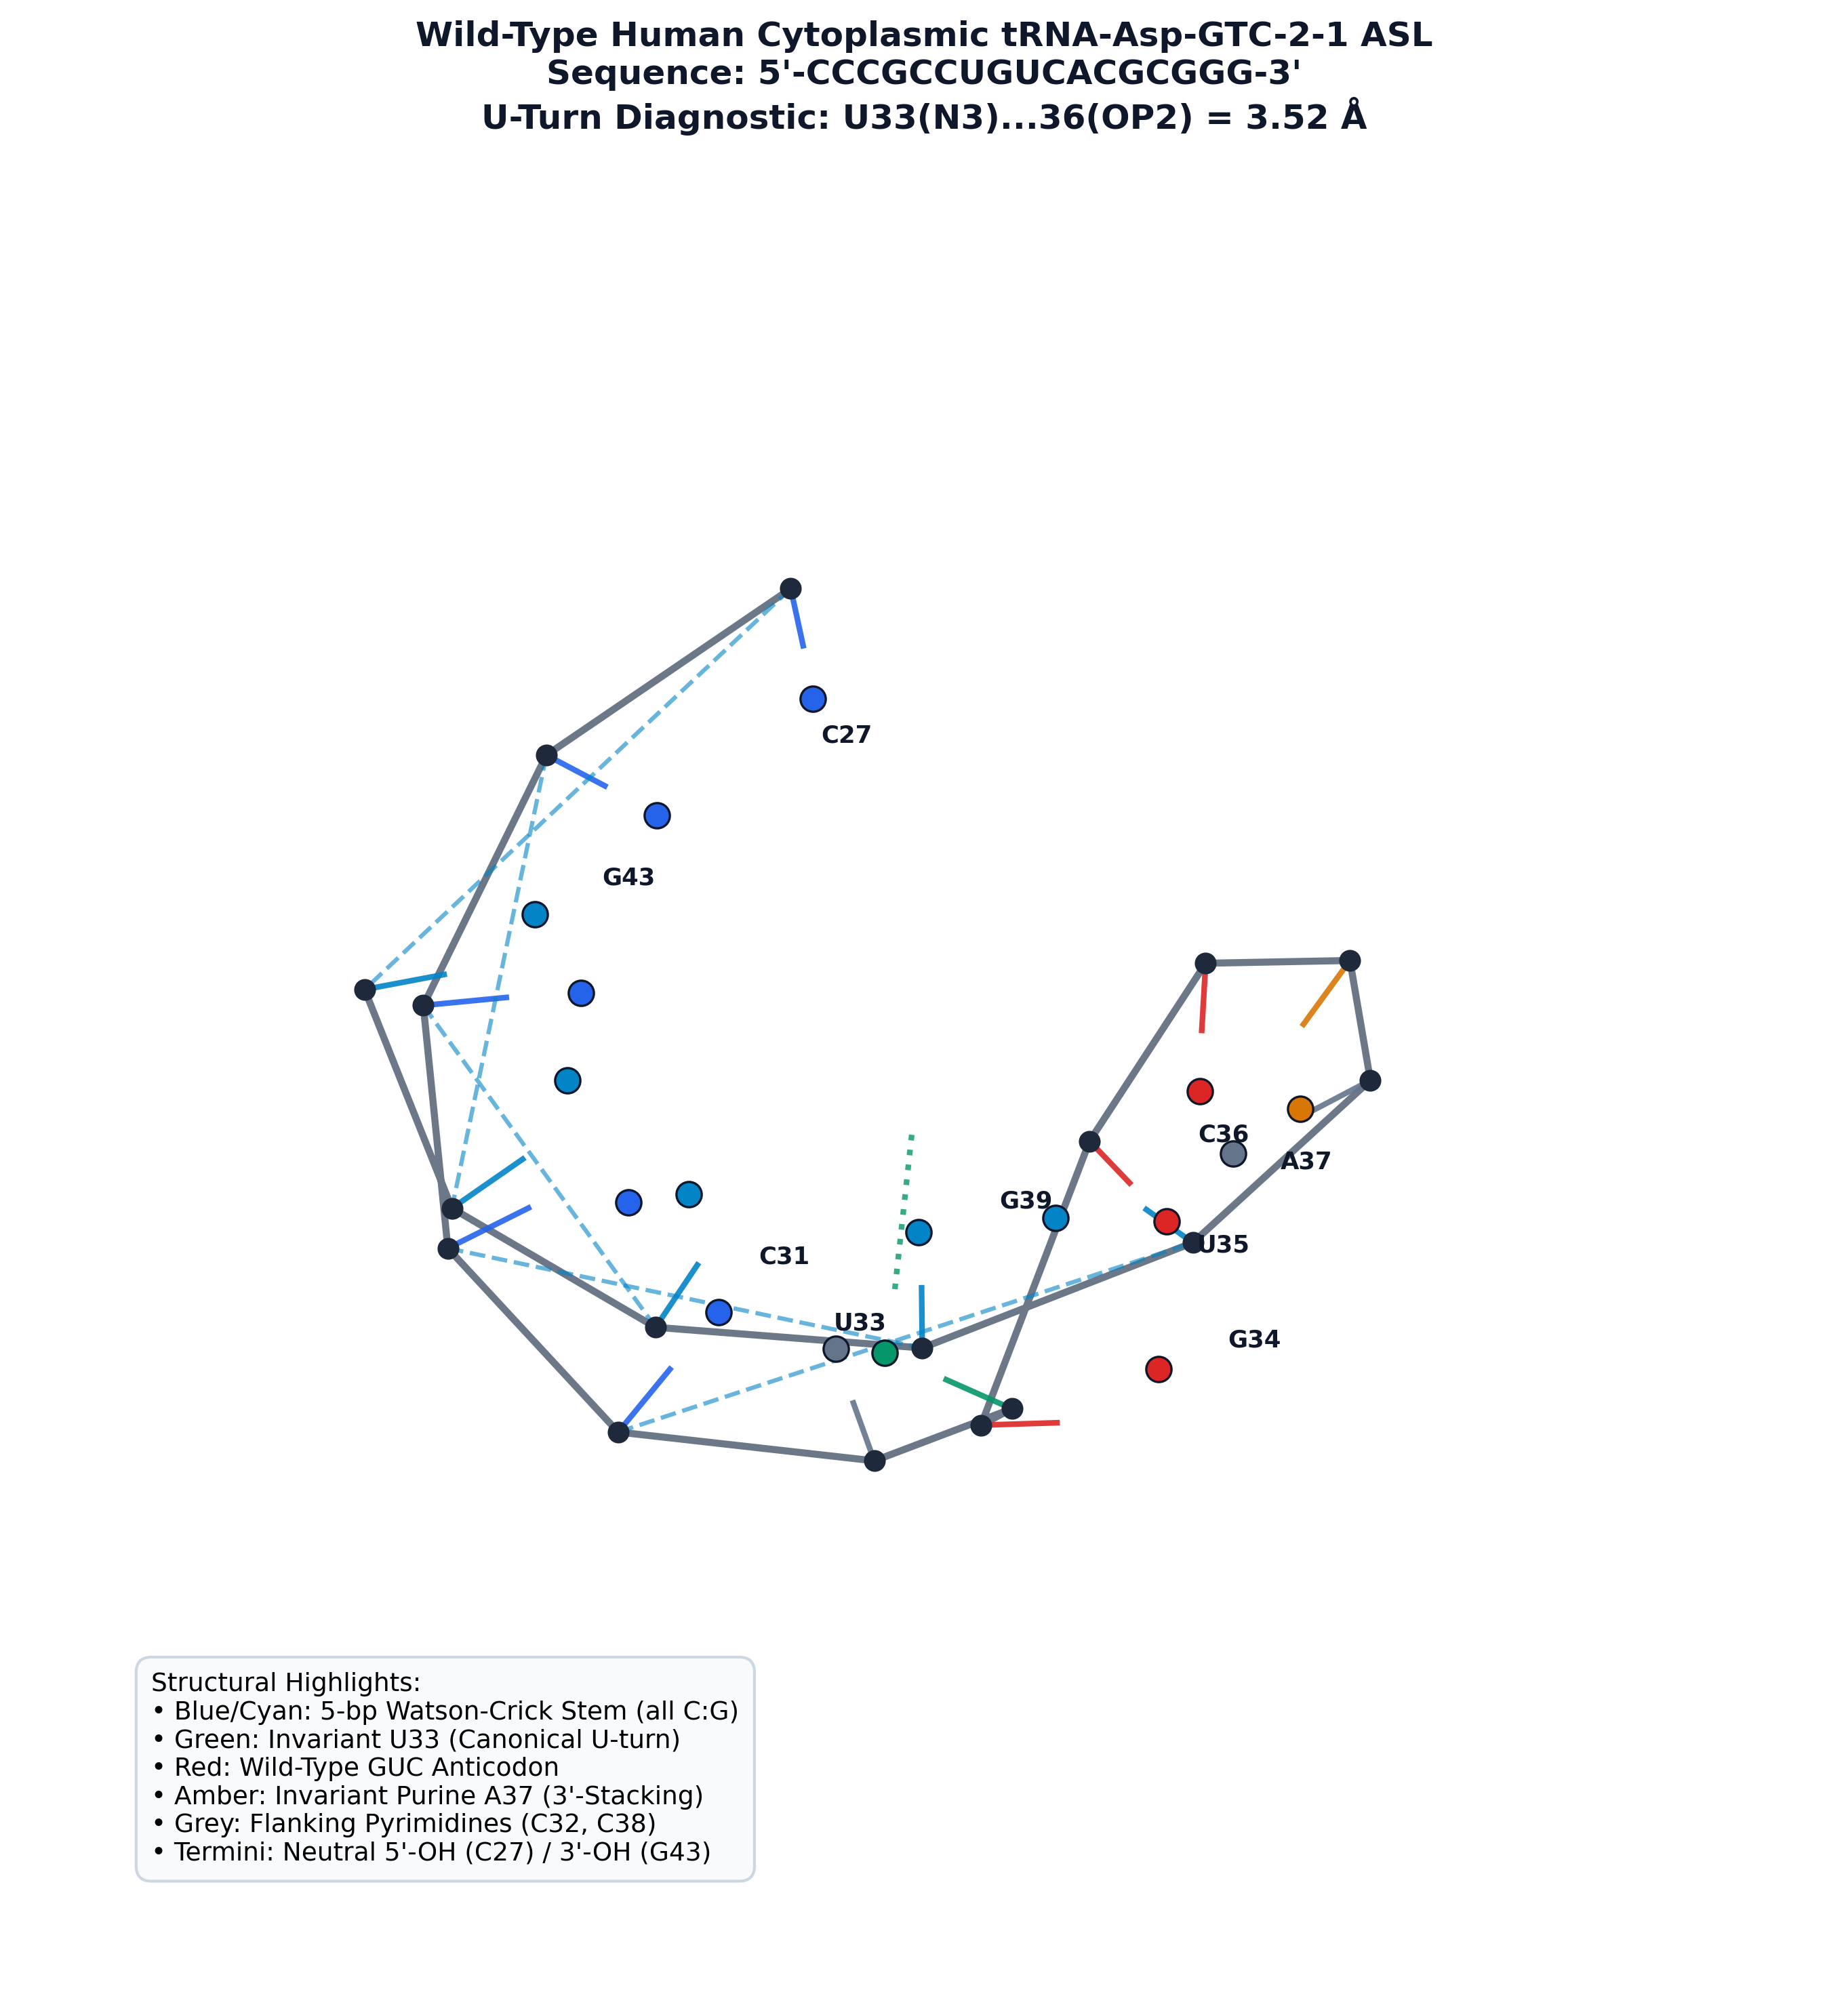 Wild-Type Human Cytoplasmic tRNA-Asp-GTC-2-1 ASL
Sequence: 5'-CCCGCCUGUCACGCGGG-3'
U-Turn Diagnostic: U33(N3)...36(OP2) = 3.52 Å
C27
G43
C36
A37
G39
U35
C31
U33
G34
Structural Highlights:
• Blue/Cyan: 5-bp Watson-Crick Stem (all C:G)
• Green: Invariant U33 (Canonical U-turn)
• Red: Wild-Type GUC Anticodon
• Amber: Invariant Purine A37 (3'-Stacking)
• Grey: Flanking Pyrimidines (C32, C38)
• Termini: Neutral 5'-OH (C27) / 3'-OH (G43)